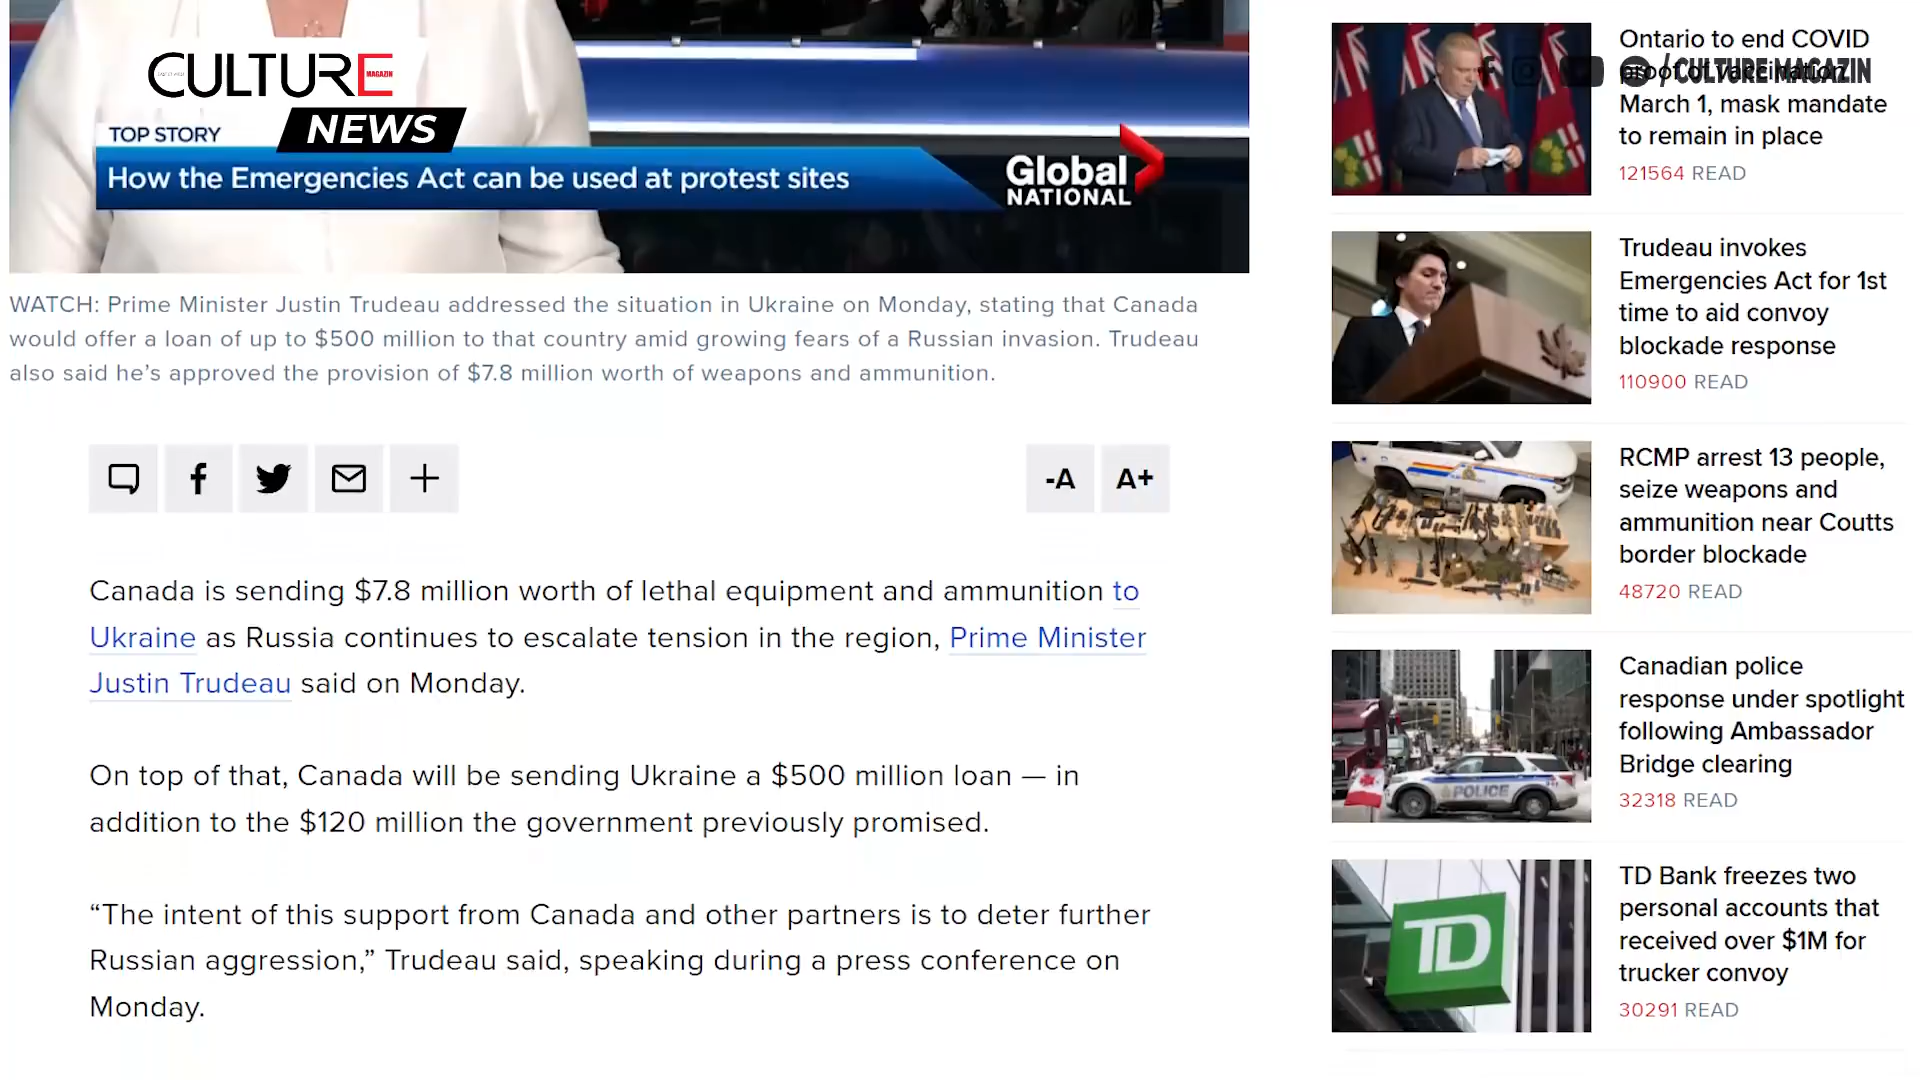 CULTURE
MAGAZIN
NEWS
TOP STORY
How the Emergencies Act can be used at protest sites
Global
NATIONAL
WATCH: Prime Minister Justin Trudeau addressed the situation in Ukraine on Monday, stating that Canada
would offer a loan of up to $500 million to that country amid growing fears of a Russian invasion. Trudeau
also said he’s approved the provision of $7.8 million worth of weapons and ammunition.
-A
A+
Canada is sending $7.8 million worth of lethal equipment and ammunition to
Ukraine as Russia continues to escalate tension in the region, Prime Minister
Justin Trudeau said on Monday.
On top of that, Canada will be sending Ukraine a $500 million loan — in
addition to the $120 million the government previously promised.
“The intent of this support from Canada and other partners is to deter further
Russian aggression,” Trudeau said, speaking during a press conference on
Monday.
/CULTURE MAGAZIN
Ontario to end COVID
proof of vaccination
March 1, mask mandate
to remain in place
121564 READ
Trudeau invokes
Emergencies Act for 1st
time to aid convoy
blockade response
110900 READ
RCMP arrest 13 people,
seize weapons and
ammunition near Coutts
border blockade
48720 READ
POLICE
Canadian police
response under spotlight
following Ambassador
Bridge clearing
32318 READ
TD
TD Bank freezes two
personal accounts that
received over $1M for
trucker convoy
30291 READ